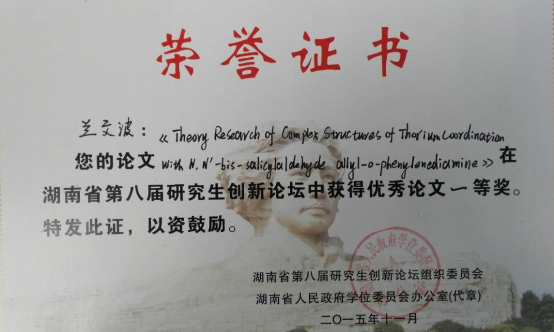 荣誉证书
兰交波:《Theory Research of Complex Structures of Thorium Coordination
您的论文 with N,N'-bis-salicylaldehyde allyl-o-phenylenediamine》在
湖南省第八届研究生创新论坛中获得优秀论文一等奖。
特发此证,以资鼓励。
湖南省第八届研究生创新论坛组织委员会
湖南省人民政府学位委员会办公室(代章)
二〇一五年十一月